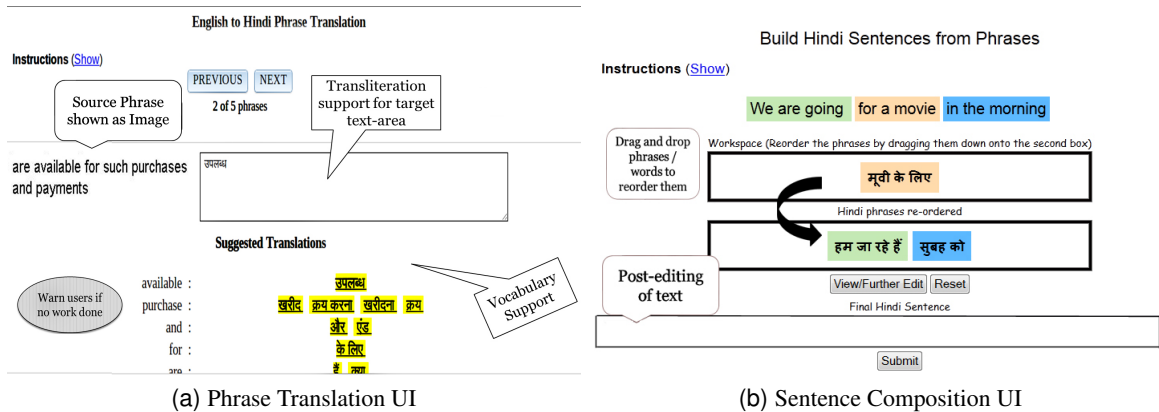 English to Hindi Phrase Translation
Instructions (Show)
PREVIOUS NEXT
2 of 5 phrases
Source Phrase
shown as Image
Transliteration
support for target
text-area
are available for such purchases
and payments
उपलब्ध
Suggested Translations
Warn users if
no work done
Vocabulary
Support
available : उपलब्ध
purchase : खरीद क्रय करना खरीदना क्रय
and : और एंड
for : के लिए
are : हैं क्या
(a) Phrase Translation UI
Build Hindi Sentences from Phrases
Instructions (Show)
We are going for a movie in the morning
Drag and drop
phrases /
words to
reorder them
Workspace (Reorder the phrases by dragging them down onto the second box)
मूवी के लिए
Hindi phrases re-ordered
हम जा रहे हैं सुबह को
Post-editing
of text
View/Further Edit Reset
Final Hindi Sentence
Submit
(b) Sentence Composition UI